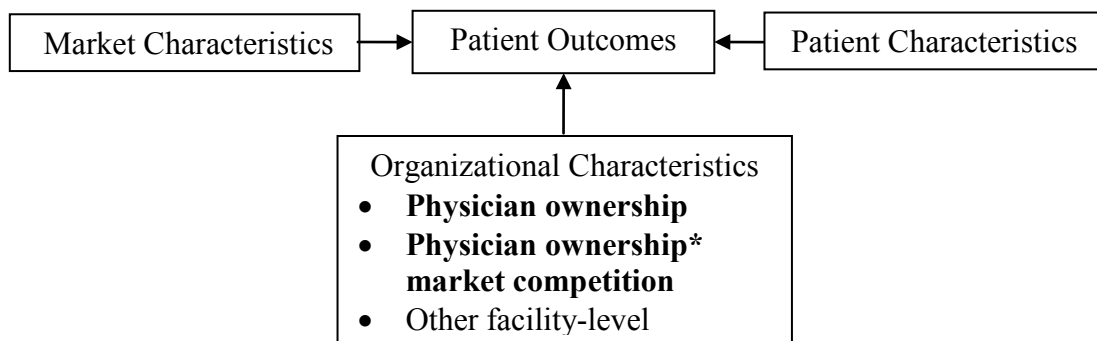 Market Characteristics
Patient Outcomes
Patient Characteristics
Organizational Characteristics
• Physician ownership
• Physician ownership*
market competition
• Other facility-level